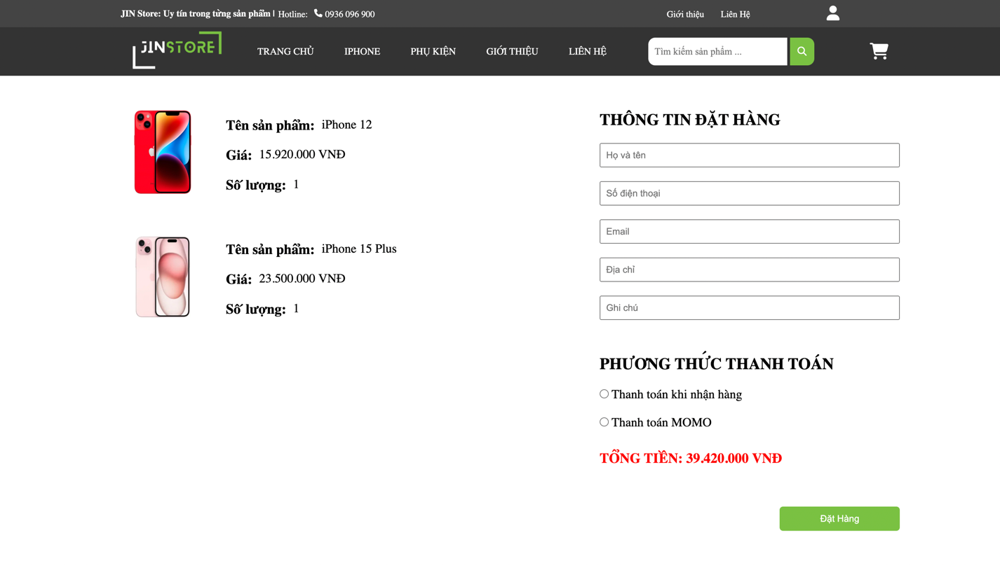 JIN Store: Uy tín trong từng sản phẩm | Hotline: 0936 096 900
Giới thiệu Liên Hệ
JINSTORE
TRANG CHỦ IPHONE PHỤ KIỆN GIỚI THIỆU LIÊN HỆ
Tìm kiếm sản phẩm ...
Tên sản phẩm: iPhone 12
Giá: 15.920.000 VNĐ
Số lượng: 1
Tên sản phẩm: iPhone 15 Plus
Giá: 23.500.000 VNĐ
Số lượng: 1
THÔNG TIN ĐẶT HÀNG
Họ và tên
Số điện thoại
Email
Địa chỉ
Ghi chú
PHƯƠNG THỨC THANH TOÁN
Thanh toán khi nhận hàng
Thanh toán MOMO
TỔNG TIỀN: 39.420.000 VNĐ
Đặt Hàng